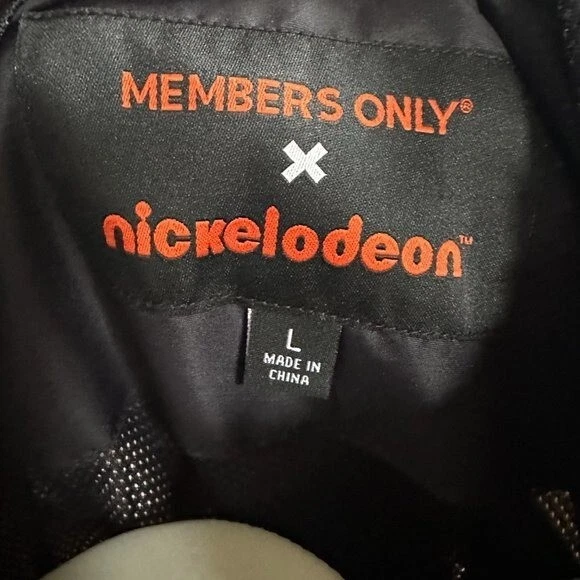 MEMBERS ONLY®
X
nickelodeon™
L
MADE IN
CHINA